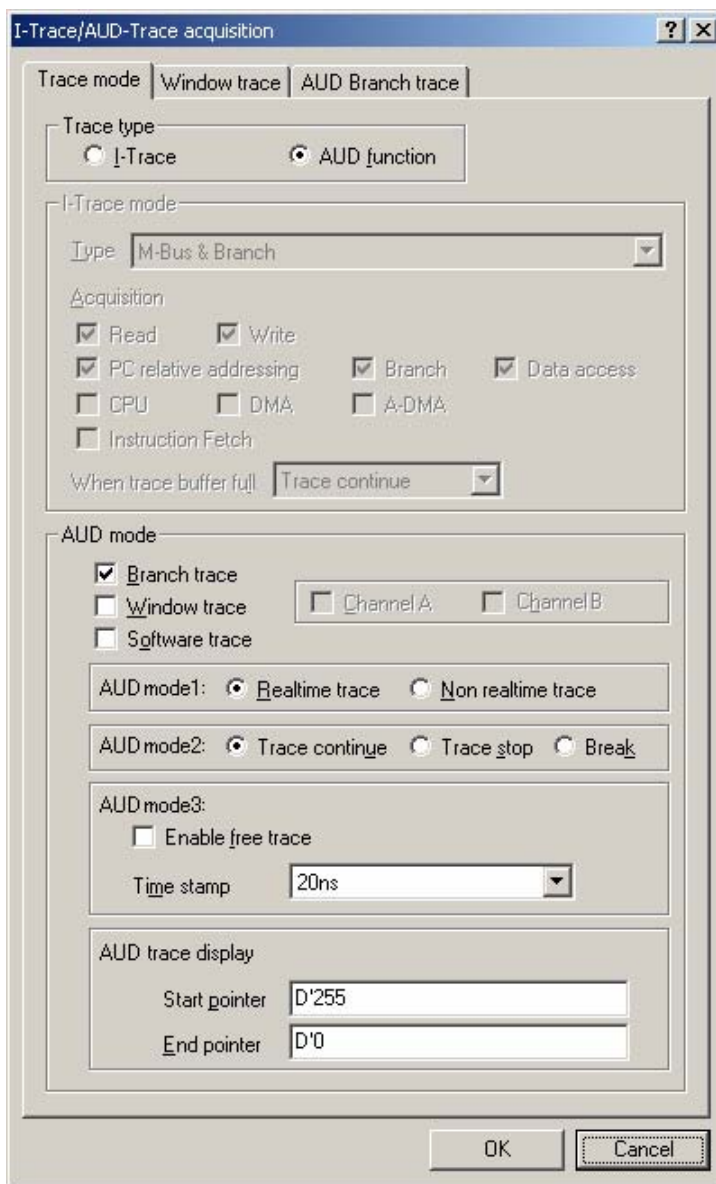 I-Trace/AUD-Trace acquisition
Trace mode Window trace AUD Branch trace
Trace type
I-Trace AUD function
I-Trace mode
Type M-Bus & Branch
Acquisition
Read Write
PC relative addressing Branch Data access
CPU DMA A-DMA
Instruction Fetch
When trace buffer full Trace continue
AUD mode
Branch trace
Window trace Channel A Channel B
Software trace
AUD mode1: Realtime trace Non realtime trace
AUD mode2: Trace continue Trace stop Break
AUD mode3:
Enable free trace
Time stamp 20ns
AUD trace display
Start pointer D'255
End pointer D'0
OK Cancel